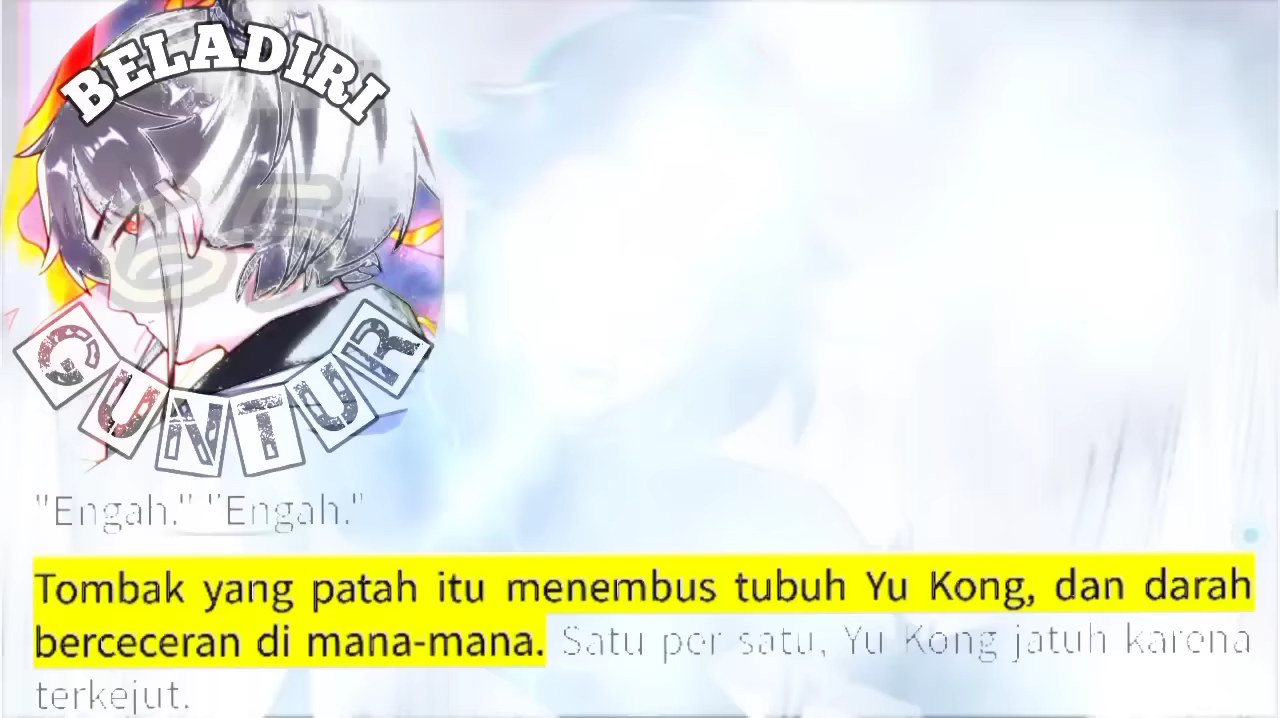 BELADIRI
GUNTUR
"Engah." "Engah."
Tombak yang patah itu menembus tubuh Yu Kong, dan darah
berceceran di mana-mana. Satu per satu, Yu Kong jatuh karena
terkejut.